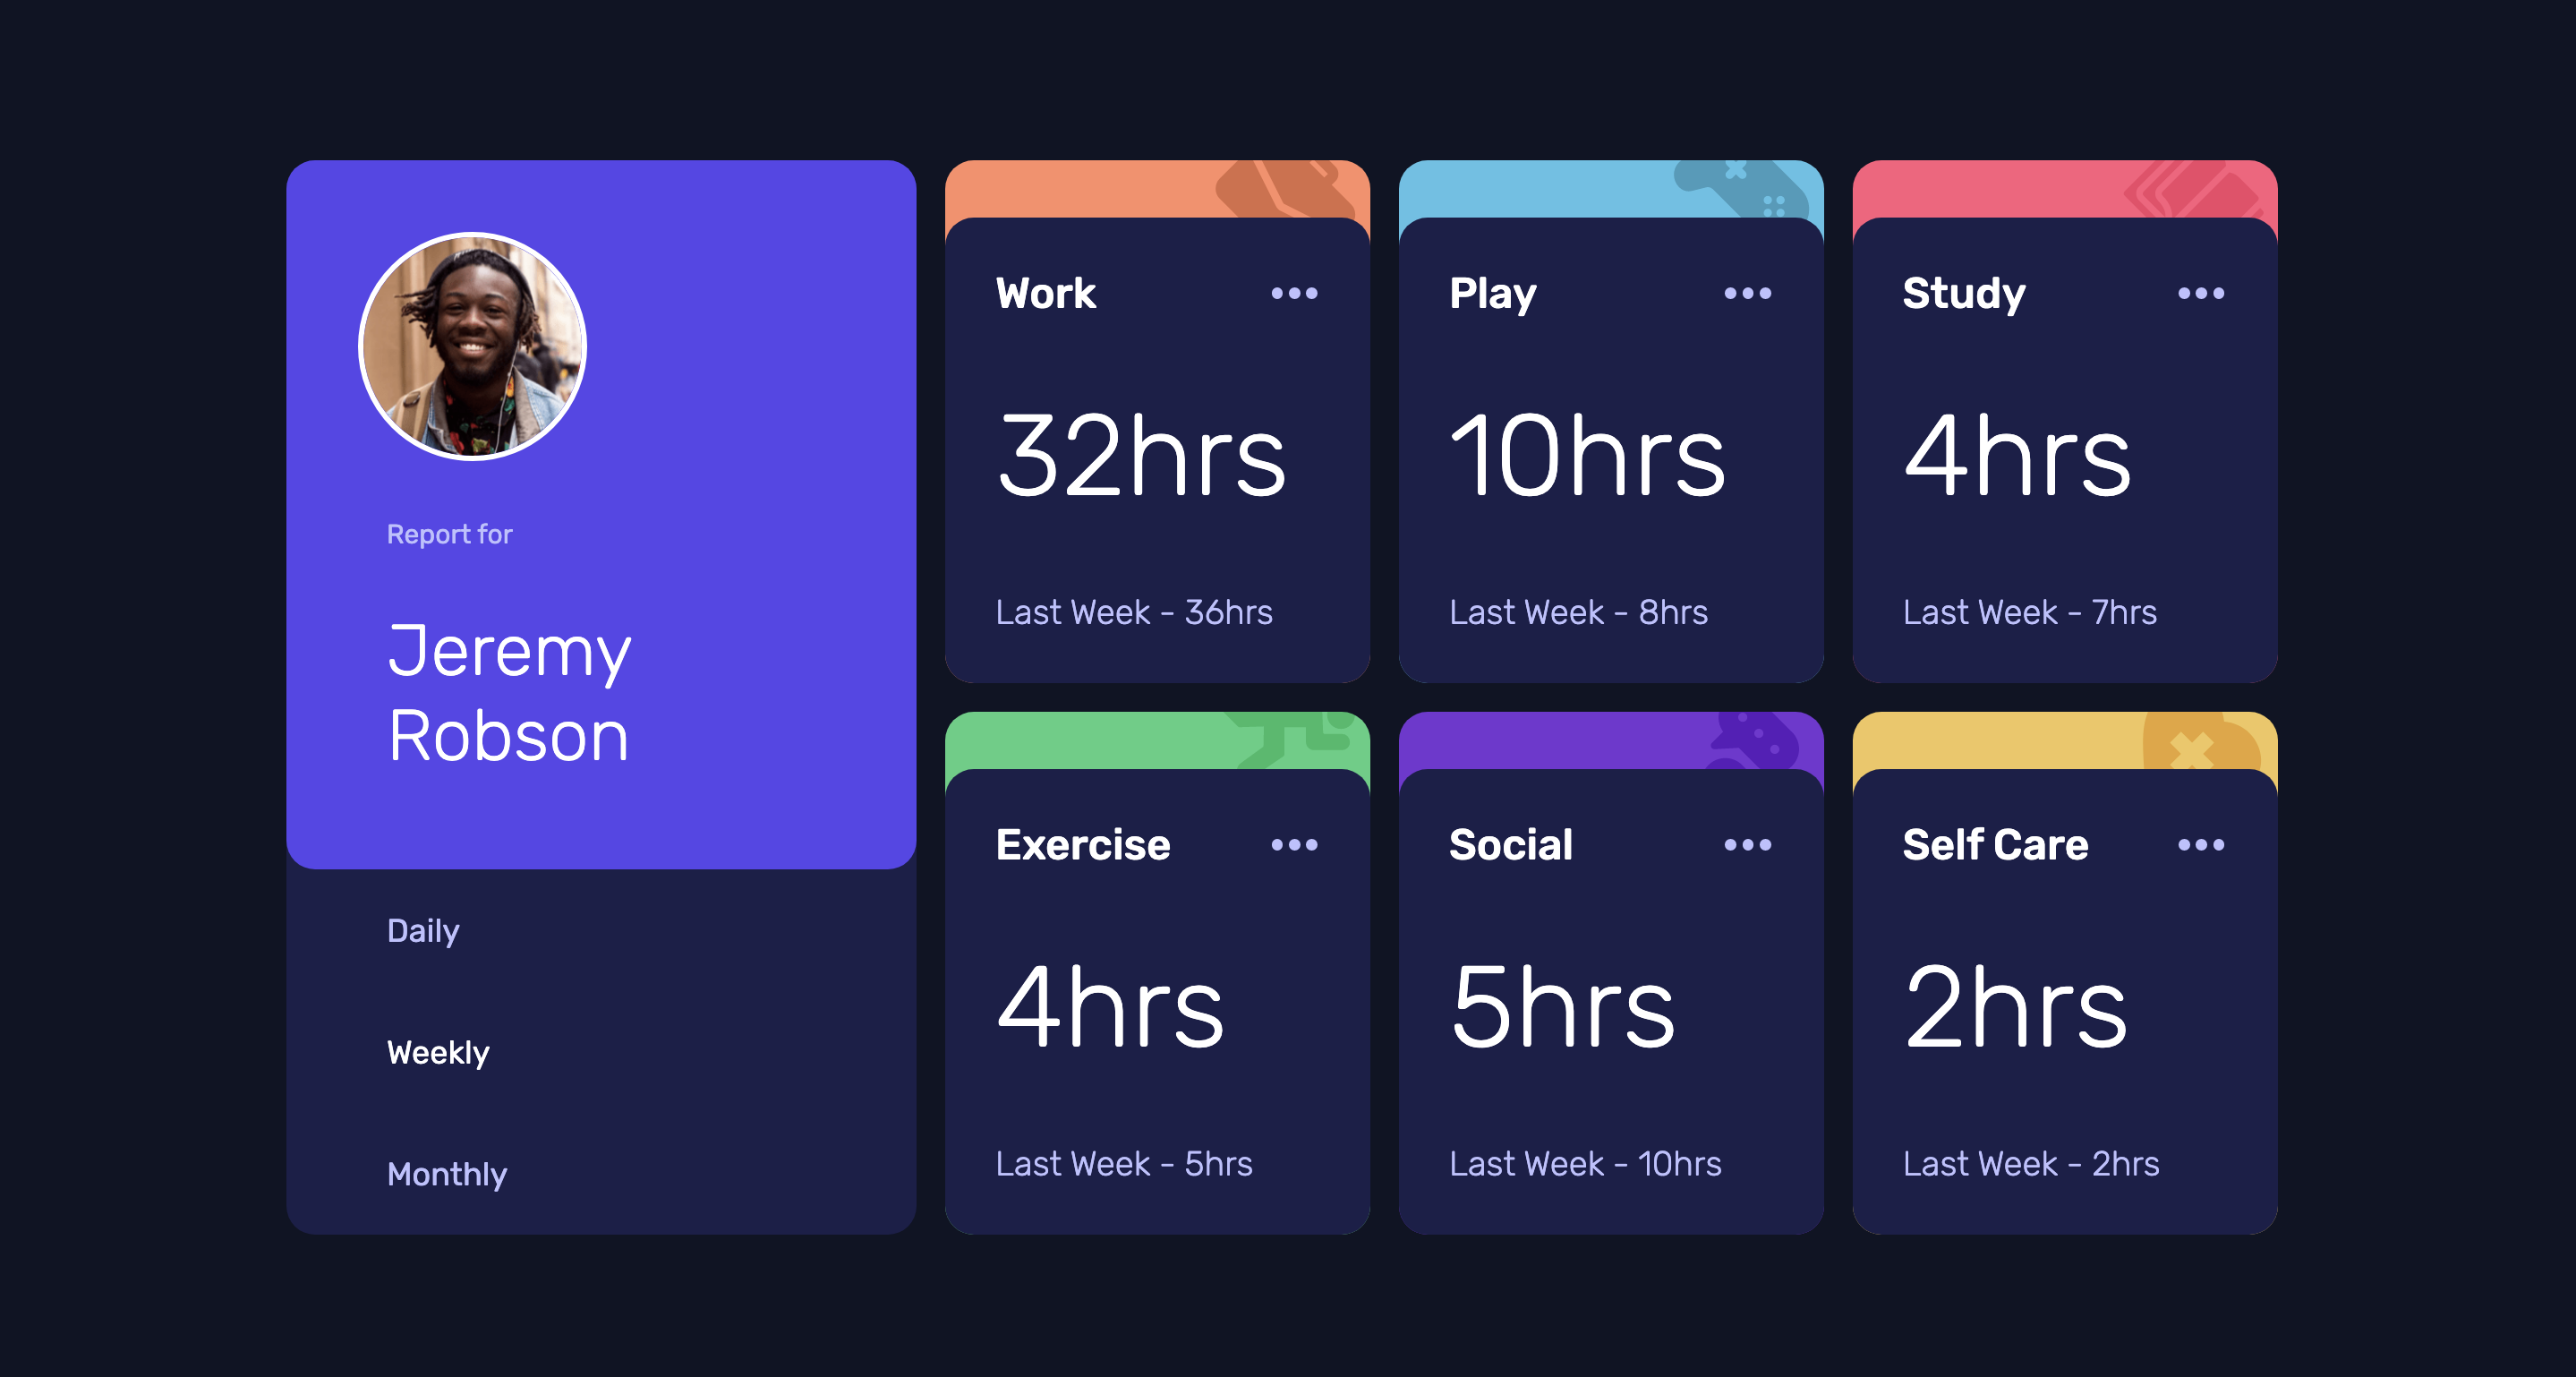 Report for
Jeremy
Robson
Daily
Weekly
Monthly
Work
32hrs
Last Week - 36hrs
Play
10hrs
Last Week - 8hrs
Study
4hrs
Last Week - 7hrs
Exercise
4hrs
Last Week - 5hrs
Social
5hrs
Last Week - 10hrs
Self Care
2hrs
Last Week - 2hrs